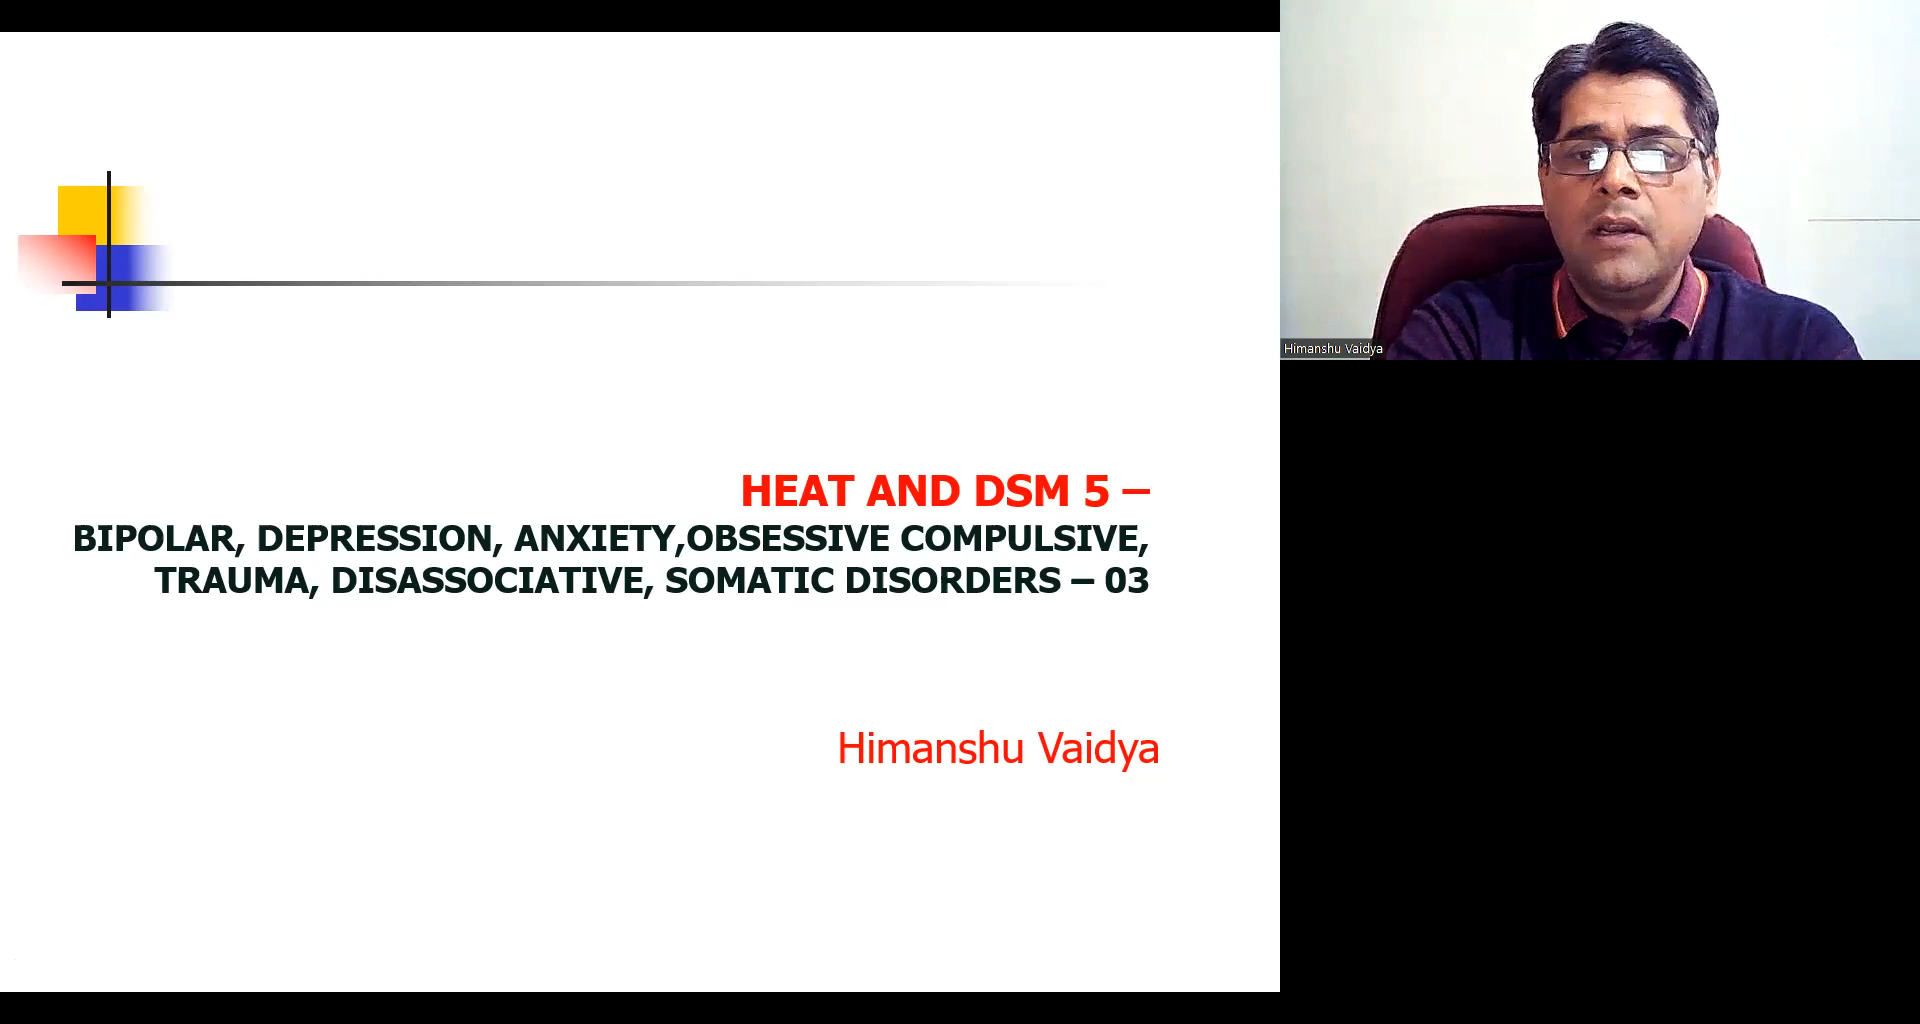 HEAT AND DSM 5 –
BIPOLAR, DEPRESSION, ANXIETY,OBSESSIVE COMPULSIVE,
TRAUMA, DISASSOCIATIVE, SOMATIC DISORDERS – 03
Himanshu Vaidya
Himanshu Vaidya